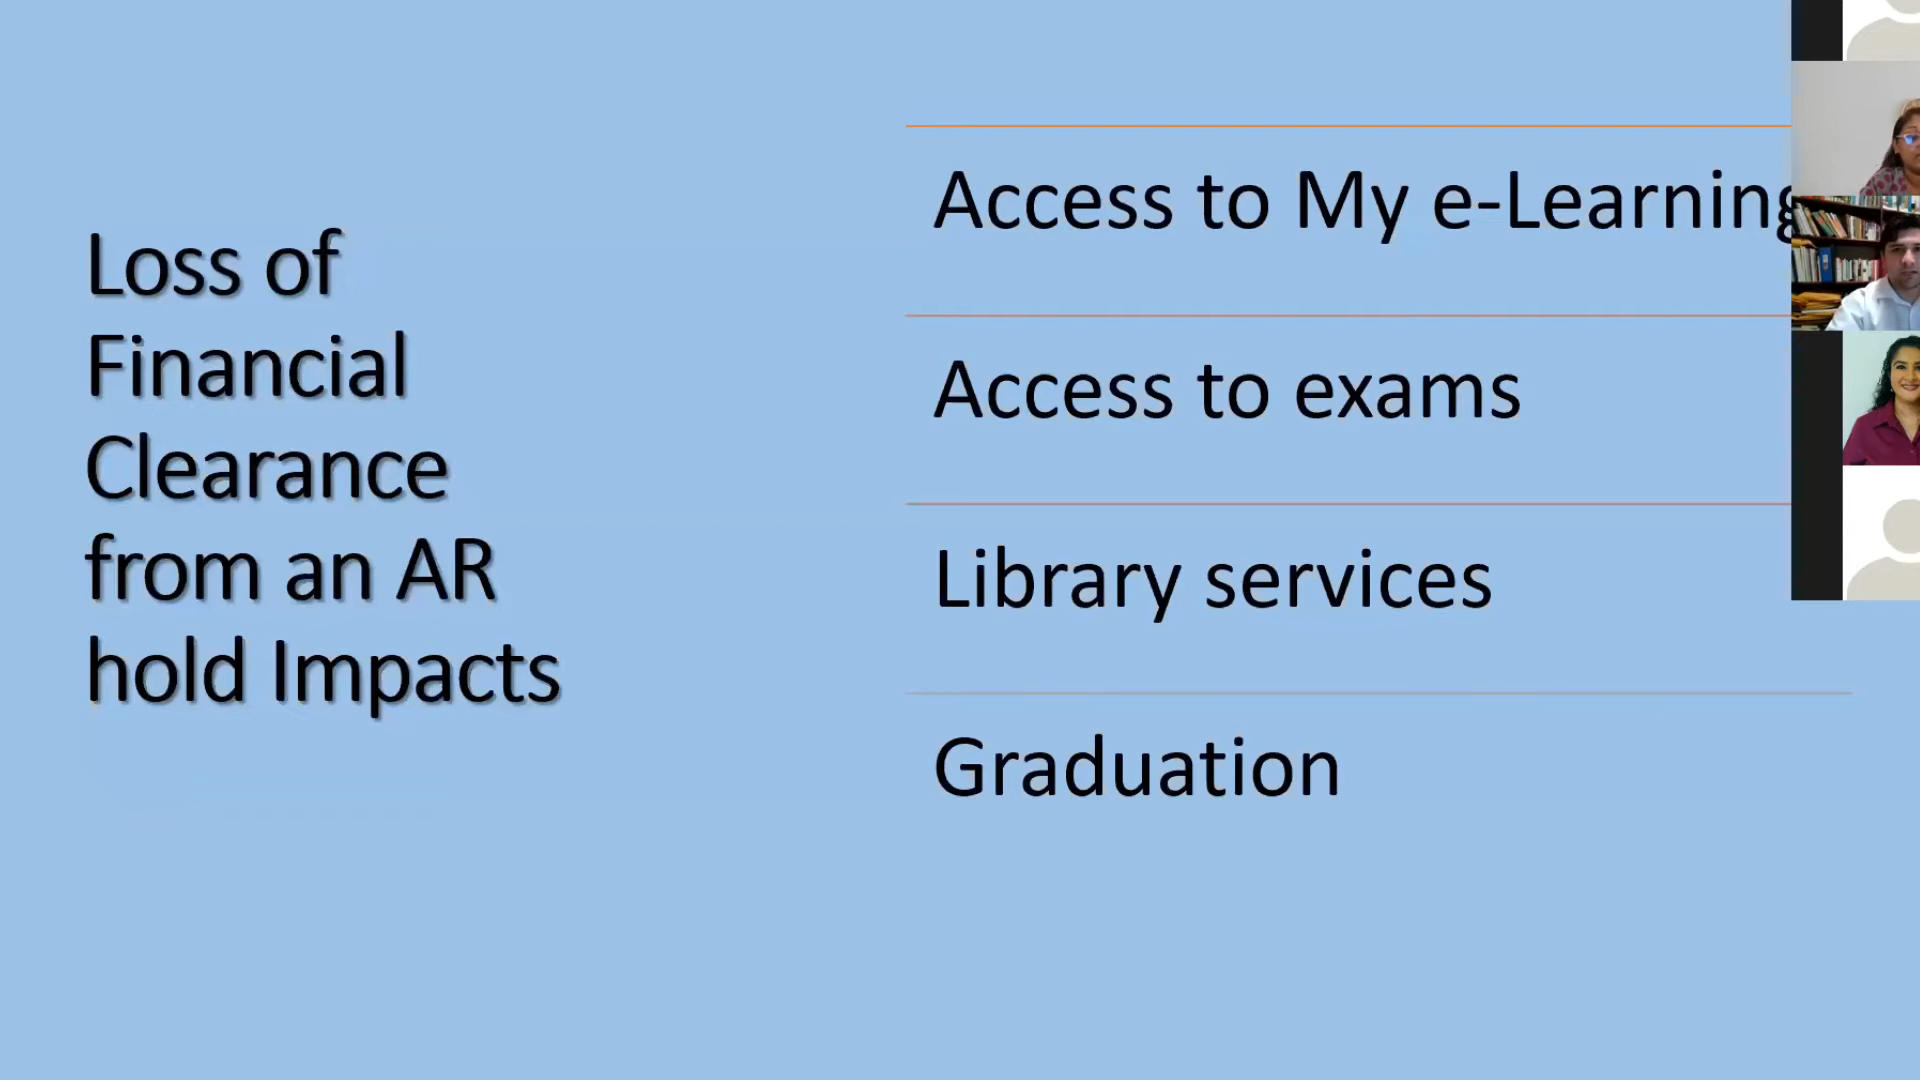 Loss of
Financial
Clearance
from an AR
hold Impacts
Access to My e-Learning
Access to exams
Library services
Graduation